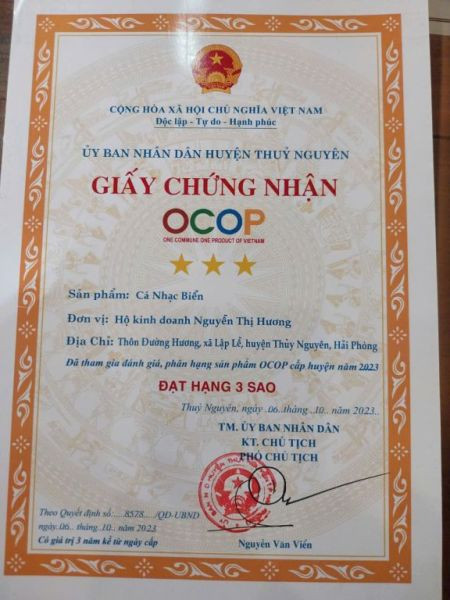 CỘNG HÒA XÃ HỘI CHỦ NGHĨA VIỆT NAM
Độc lập - Tự do - Hạnh phúc
ỦY BAN NHÂN DÂN HUYỆN THUỶ NGUYÊN
GIẤY CHỨNG NHẬN
OCOP
ONE COMMUNE ONE PRODUCT OF VIETNAM
Sản phẩm: Cá Nhạc Biển
Đơn vị: Hộ kinh doanh Nguyễn Thị Hương
Địa Chỉ: Thôn Đường Hương, xã Lập Lễ, huyện Thủy Nguyên, Hải Phòng
Đã tham gia đánh giá, phân hạng sản phẩm OCOP cấp huyện năm 2023
ĐẠT HẠNG 3 SAO
Thuỷ Nguyên, ngày ..06..tháng..10.. năm 2023..
TM. ỦY BAN NHÂN DÂN
KT. CHỦ TỊCH
PHÓ CHỦ TỊCH
Theo Quyết định số:.....8578...../QĐ-UBND
ngày.06.. tháng..10.. năm 2023
Có giá trị 3 năm kể từ ngày cấp
Nguyễn Văn Viển